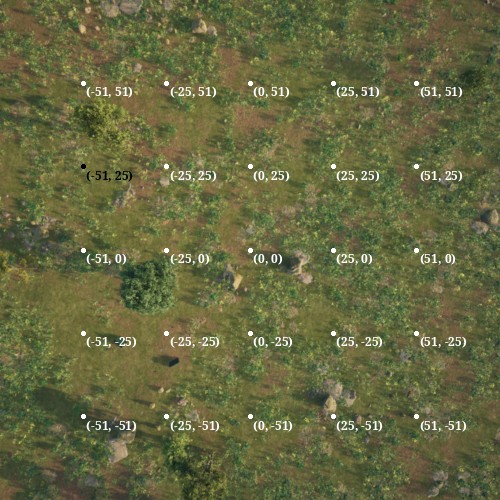 (-51, 51) (-25, 51) (0, 51) (25, 51) (51, 51)
(-51, 25) (-25, 25) (0, 25) (25, 25) (51, 25)
(-51, 0) (-25, 0) (0, 0) (25, 0) (51, 0)
(-51, -25) (-25, -25) (0, -25) (25, -25) (51, -25)
(-51, -51) (-25, -51) (0, -51) (25, -51) (51, -51)